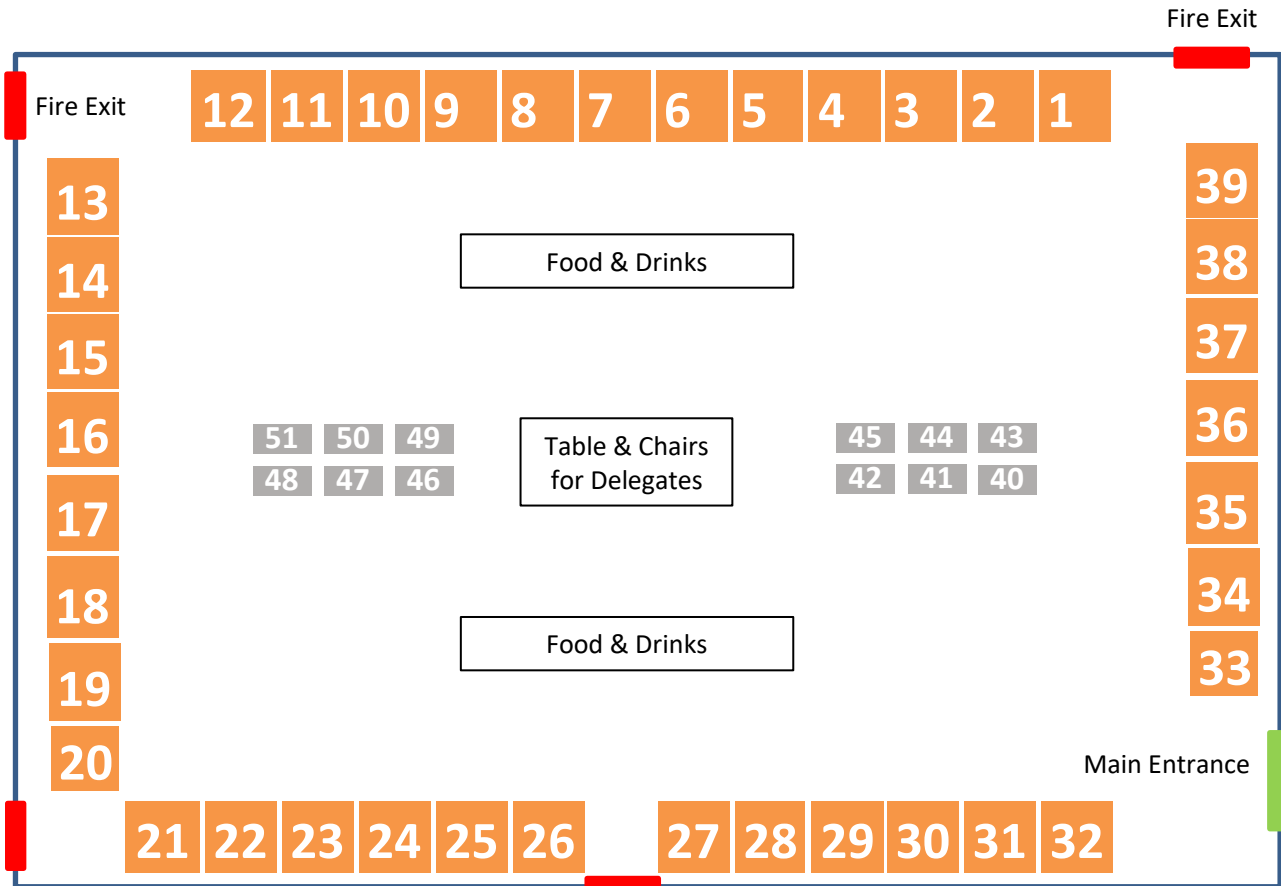 Fire Exit
Fire Exit
12 11 10 9 8 7 6 5 4 3 2 1
13
39
14
38
Food & Drinks
15
37
16
36
51 50 49
48 47 46
Table & Chairs
for Delegates
45 44 43
42 41 40
17
35
18
34
Food & Drinks
19
33
20
Main Entrance
21 22 23 24 25 26 27 28 29 30 31 32